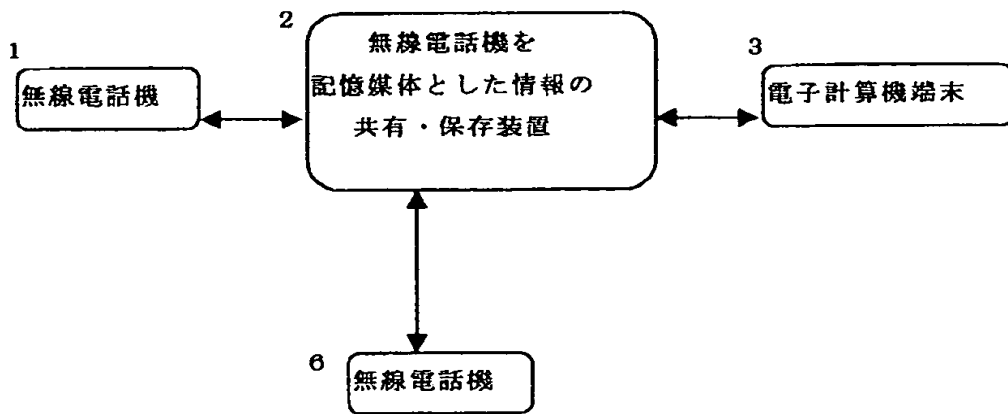 1
無線電話機
2
無線電話機を
記憶媒体とした情報の
共有・保存装置
3
電子計算機端末
6
無線電話機